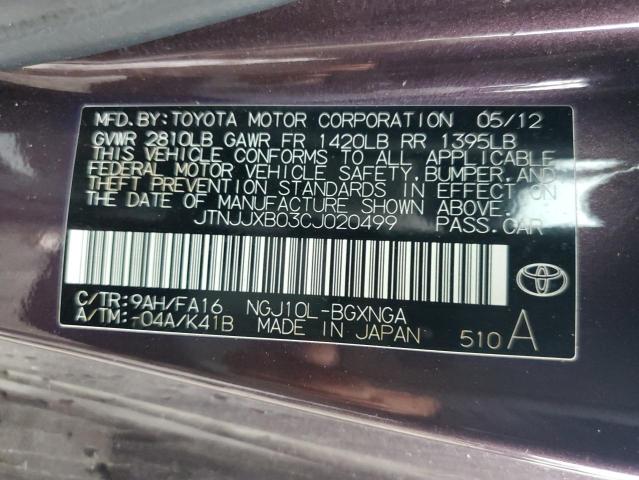 MFD. BY: TOYOTA MOTOR CORPORATION 05/12
GVWR 2810LB GAWR FR 1420LB RR 1395LB
THIS VEHICLE CONFORMS TO ALL APPLICABLE
FEDERAL MOTOR VEHICLE SAFETY, BUMPER, AND
THEFT PREVENTION STANDARDS IN EFFECT ON
THE DATE OF MANUFACTURE SHOWN ABOVE.
JTNJJXB03CJ020499 PASS.CAR
C/TR:9AH/FA16 NGJ10L-BGXNGA
A/TM:-04A/K41B MADE IN JAPAN 510 A